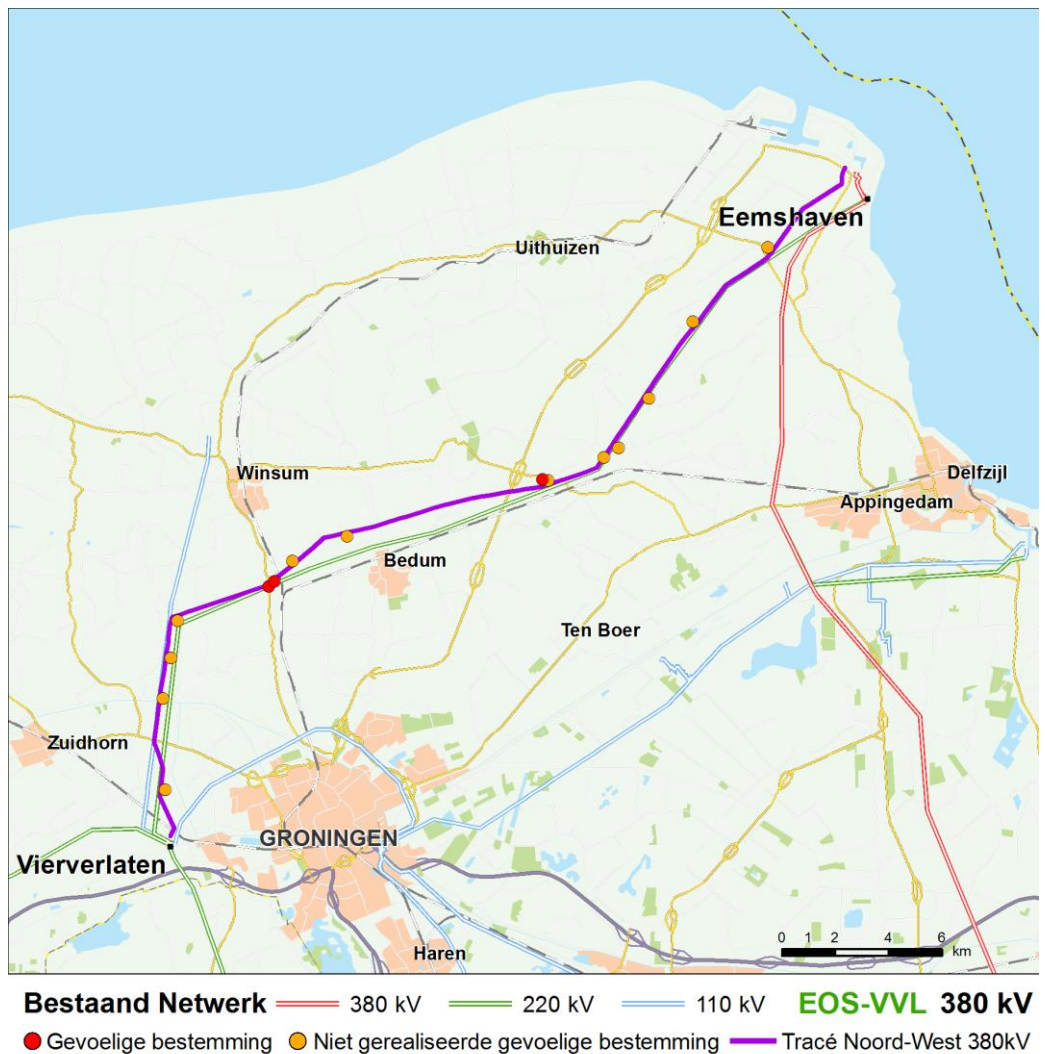 Eemshaven
Uithuizen
Winsum
Delfzijl
Appingedam
Bedum
Ten Boer
Zuidhorn
GRONINGEN
Vierverlaten
Haren
0 2 4 6
km
Bestaand Netwerk 380 kV 220 kV 110 kV EOS-VVL 380 kV
Gevoelige bestemming Niet gerealiseerde gevoelige bestemming Tracé Noord-West 380kV